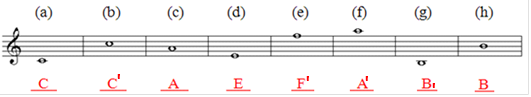 (a) (b) (c) (d) (e) (f) (g) (h)
C C' A E F' A' B₁ B